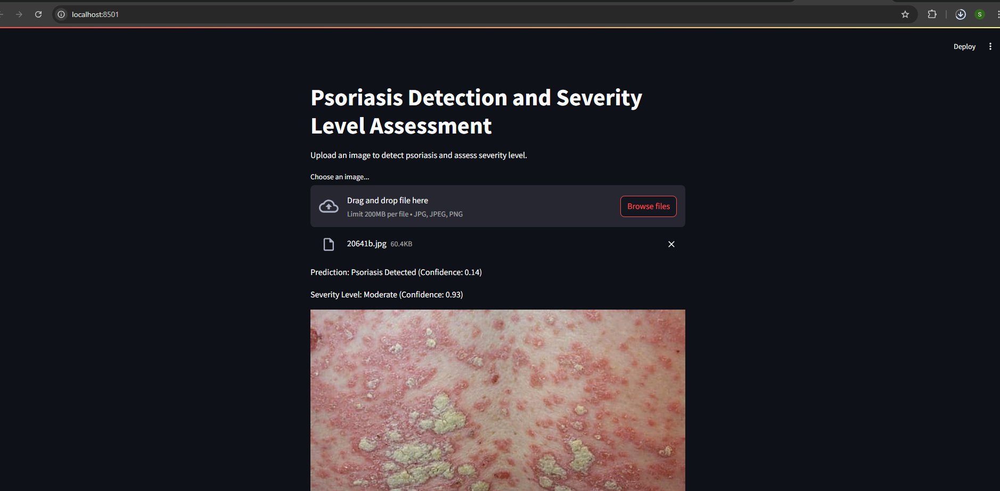 localhost:8501
S
Deploy
Psoriasis Detection and Severity
Level Assessment
Upload an image to detect psoriasis and assess severity level.
Choose an image...
Drag and drop file here
Limit 200MB per file • JPG, JPEG, PNG
Browse files
20641b.jpg 60.4KB
Prediction: Psoriasis Detected (Confidence: 0.14)
Severity Level: Moderate (Confidence: 0.93)